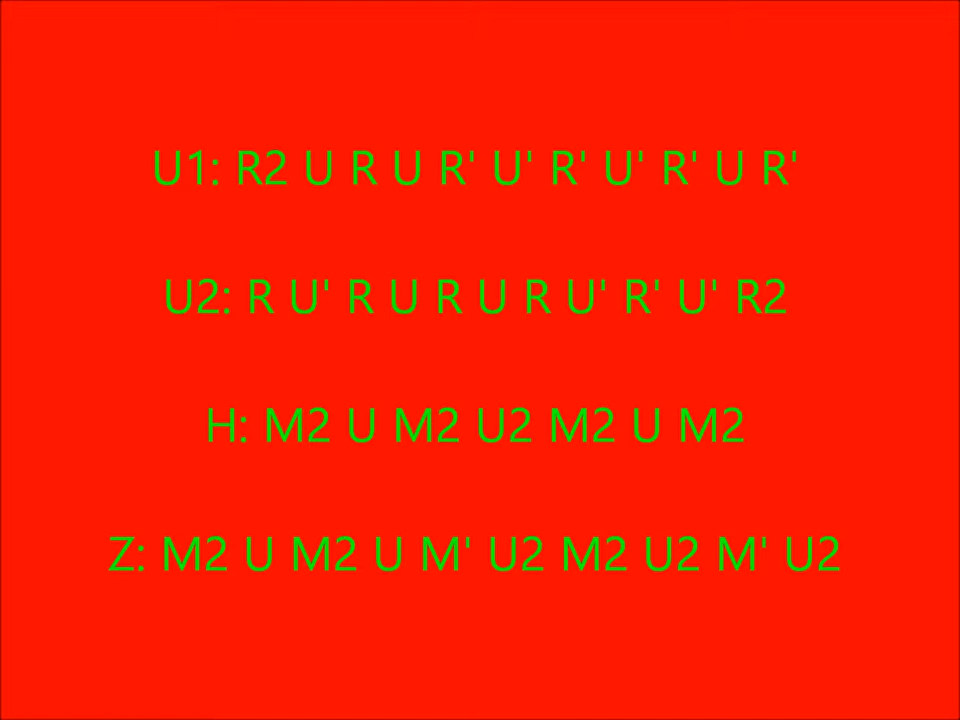 U1: R2 U R U R' U' R' U' R' U R'
U2: R U' R U R U R U' R' U' R2
H: M2 U M2 U2 M2 U M2
Z: M2 U M2 U M' U2 M2 U2 M' U2